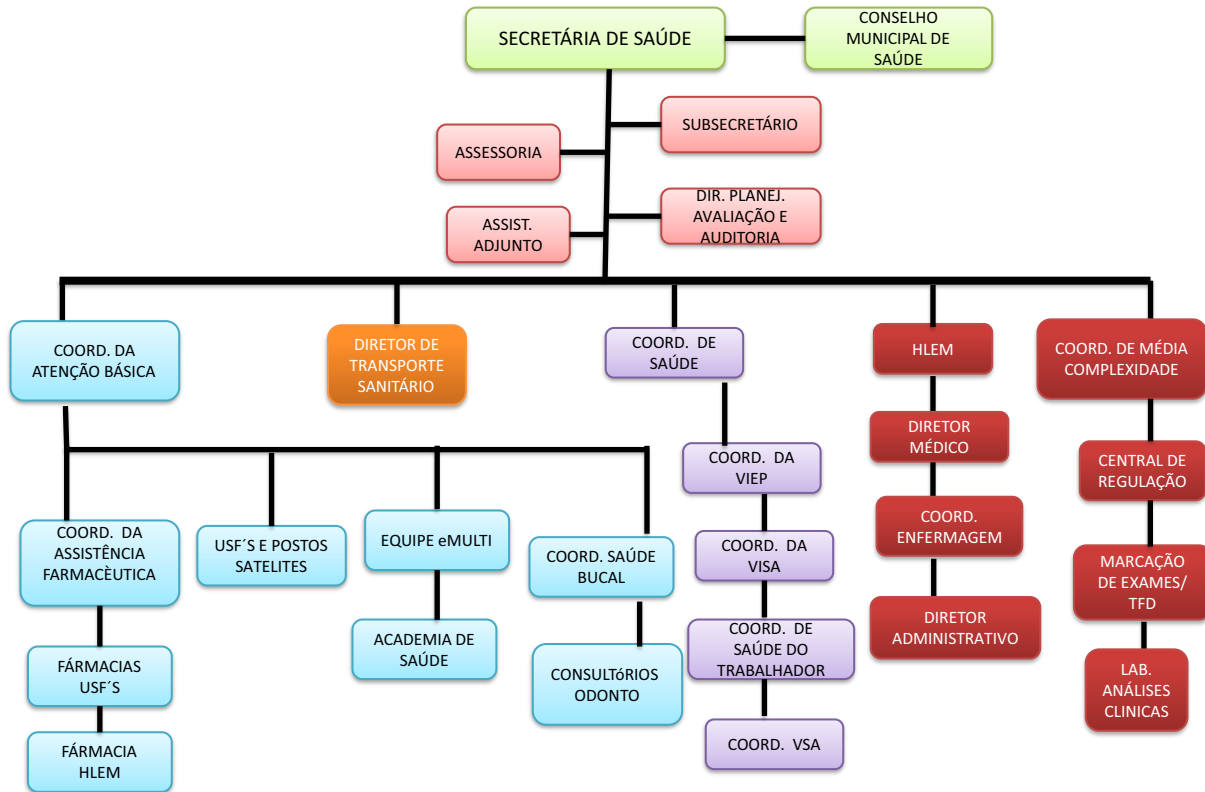 SECRETÁRIA DE SAÚDE
CONSELHO
MUNICIPAL DE
SAÚDE
SUBSECRETÁRIO
ASSESSORIA
DIR. PLANEJ.
AVALIAÇÃO E
AUDITORIA
ASSIST.
ADJUNTO
COORD. DA
ATENÇÃO BÁSICA
DIRETOR DE
TRANSPORTE
SANITÁRIO
COORD. DE
SAÚDE
HLEM
COORD. DE MÉDIA
COMPLEXIDADE
DIRETOR
MÉDICO
COORD. DA
VIEP
CENTRAL DE
REGULAÇÃO
COORD. DA
ASSISTÊNCIA
FARMACÈUTICA
USF´S E POSTOS
SATELITES
EQUIPE eMULTI
COORD. SAÚDE
BUCAL
COORD. DA
VISA
COORD.
ENFERMAGEM
MARCAÇÃO
DE EXAMES/
TFD
FÁRMACIAS
USF´S
ACADEMIA DE
SAÚDE
CONSULTóRIOS
ODONTO
COORD. DE
SAÚDE DO
TRABALHADOR
DIRETOR
ADMINISTRATIVO
LAB.
ANÁLISES
CLINICAS
FÁRMACIA
HLEM
COORD. VSA